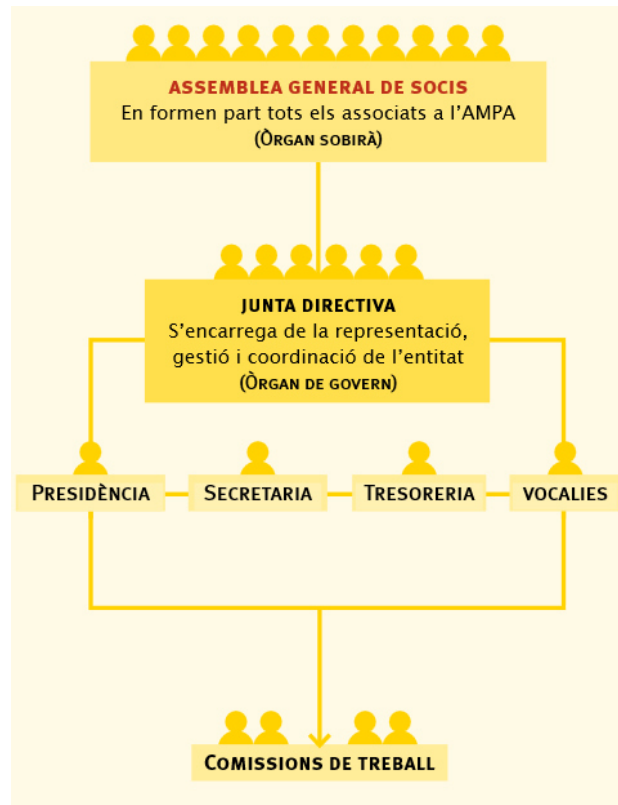 ASSEMBLEA GENERAL DE SOCIS
En formen part tots els associats a l'AMPA
(ÒRGAN SOBIRÀ)
JUNTA DIRECTIVA
S'encarrega de la representació,
gestió i coordinació de l'entitat
(ÒRGAN DE GOVERN)
PRESIDÈNCIA
SECRETARIA
TRESORERIA
VOCALIES
COMISSIONS DE TREBALL